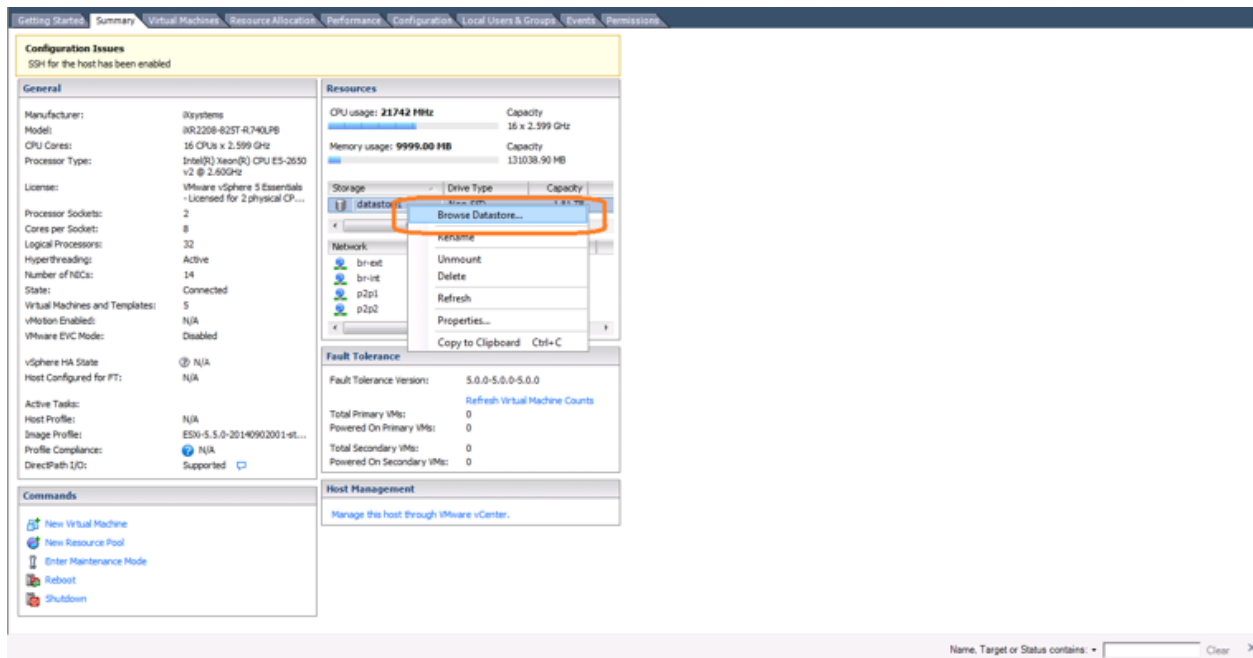 Getting Started Summary Virtual Machines Resource Allocation Performance Configuration Local Users & Groups Events Permissions
Configuration Issues
SSH for the host has been enabled
General
Manufacturer: iXsystems
Model: iXR2208-825T-R740LPB
CPU Cores: 16 CPUs x 2.599 GHz
Processor Type: Intel(R) Xeon(R) CPU E5-2650
v2 @ 2.60GHz
License: VMware vSphere 5 Essentials
- Licensed for 2 physical CP....
Processor Sockets: 2
Cores per Socket: 8
Logical Processors: 32
Hyperthreading: Active
Number of NICs: 14
State: Connected
Virtual Machines and Templates: 5
vMotion Enabled: N/A
VMware EVC Mode: Disabled
vSphere HA State N/A
Host Configured for FT: N/A
Active Tasks:
Host Profile: N/A
Image Profile: ESXi-5.5.0-20140902001-st...
Profile Compliance: N/A
DirectPath I/O: Supported
Commands
New Virtual Machine
New Resource Pool
Enter Maintenance Mode
Reboot
Shutdown
Resources
CPU usage: 21742 MHz Capacity
16 x 2.599 GHz
Memory usage: 9999.00 MB Capacity
131038.90 MB
Storage Drive Type Capacity
datastore1 Non-SSD 1.81 TB
Browse Datastore...
Rename
Unmount
Delete
Refresh
Properties...
Copy to Clipboard Ctrl+C
Network
br-ext
br-int
p2p1
p2p2
Fault Tolerance
Fault Tolerance Version: 5.0.0-5.0.0-5.0.0
Refresh Virtual Machine Counts
Total Primary VMs: 0
Powered On Primary VMs: 0
Total Secondary VMs: 0
Powered On Secondary VMs: 0
Host Management
Manage this host through VMware vCenter.
Name, Target or Status contains: Clear